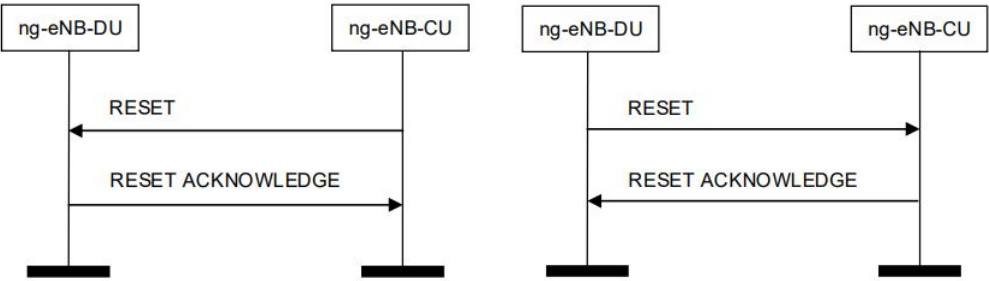 ng-eNB-DU
ng-eNB-CU
RESET
RESET ACKNOWLEDGE
ng-eNB-DU
ng-eNB-CU
RESET
RESET ACKNOWLEDGE